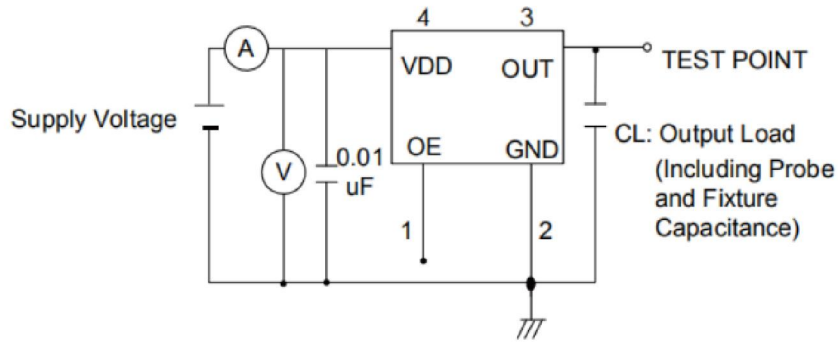 4
3
A
VDD
OUT
TEST POINT
Supply Voltage
V
0.01
uF
OE
GND
CL: Output Load
(Including Probe
and Fixture
Capacitance)
1
2